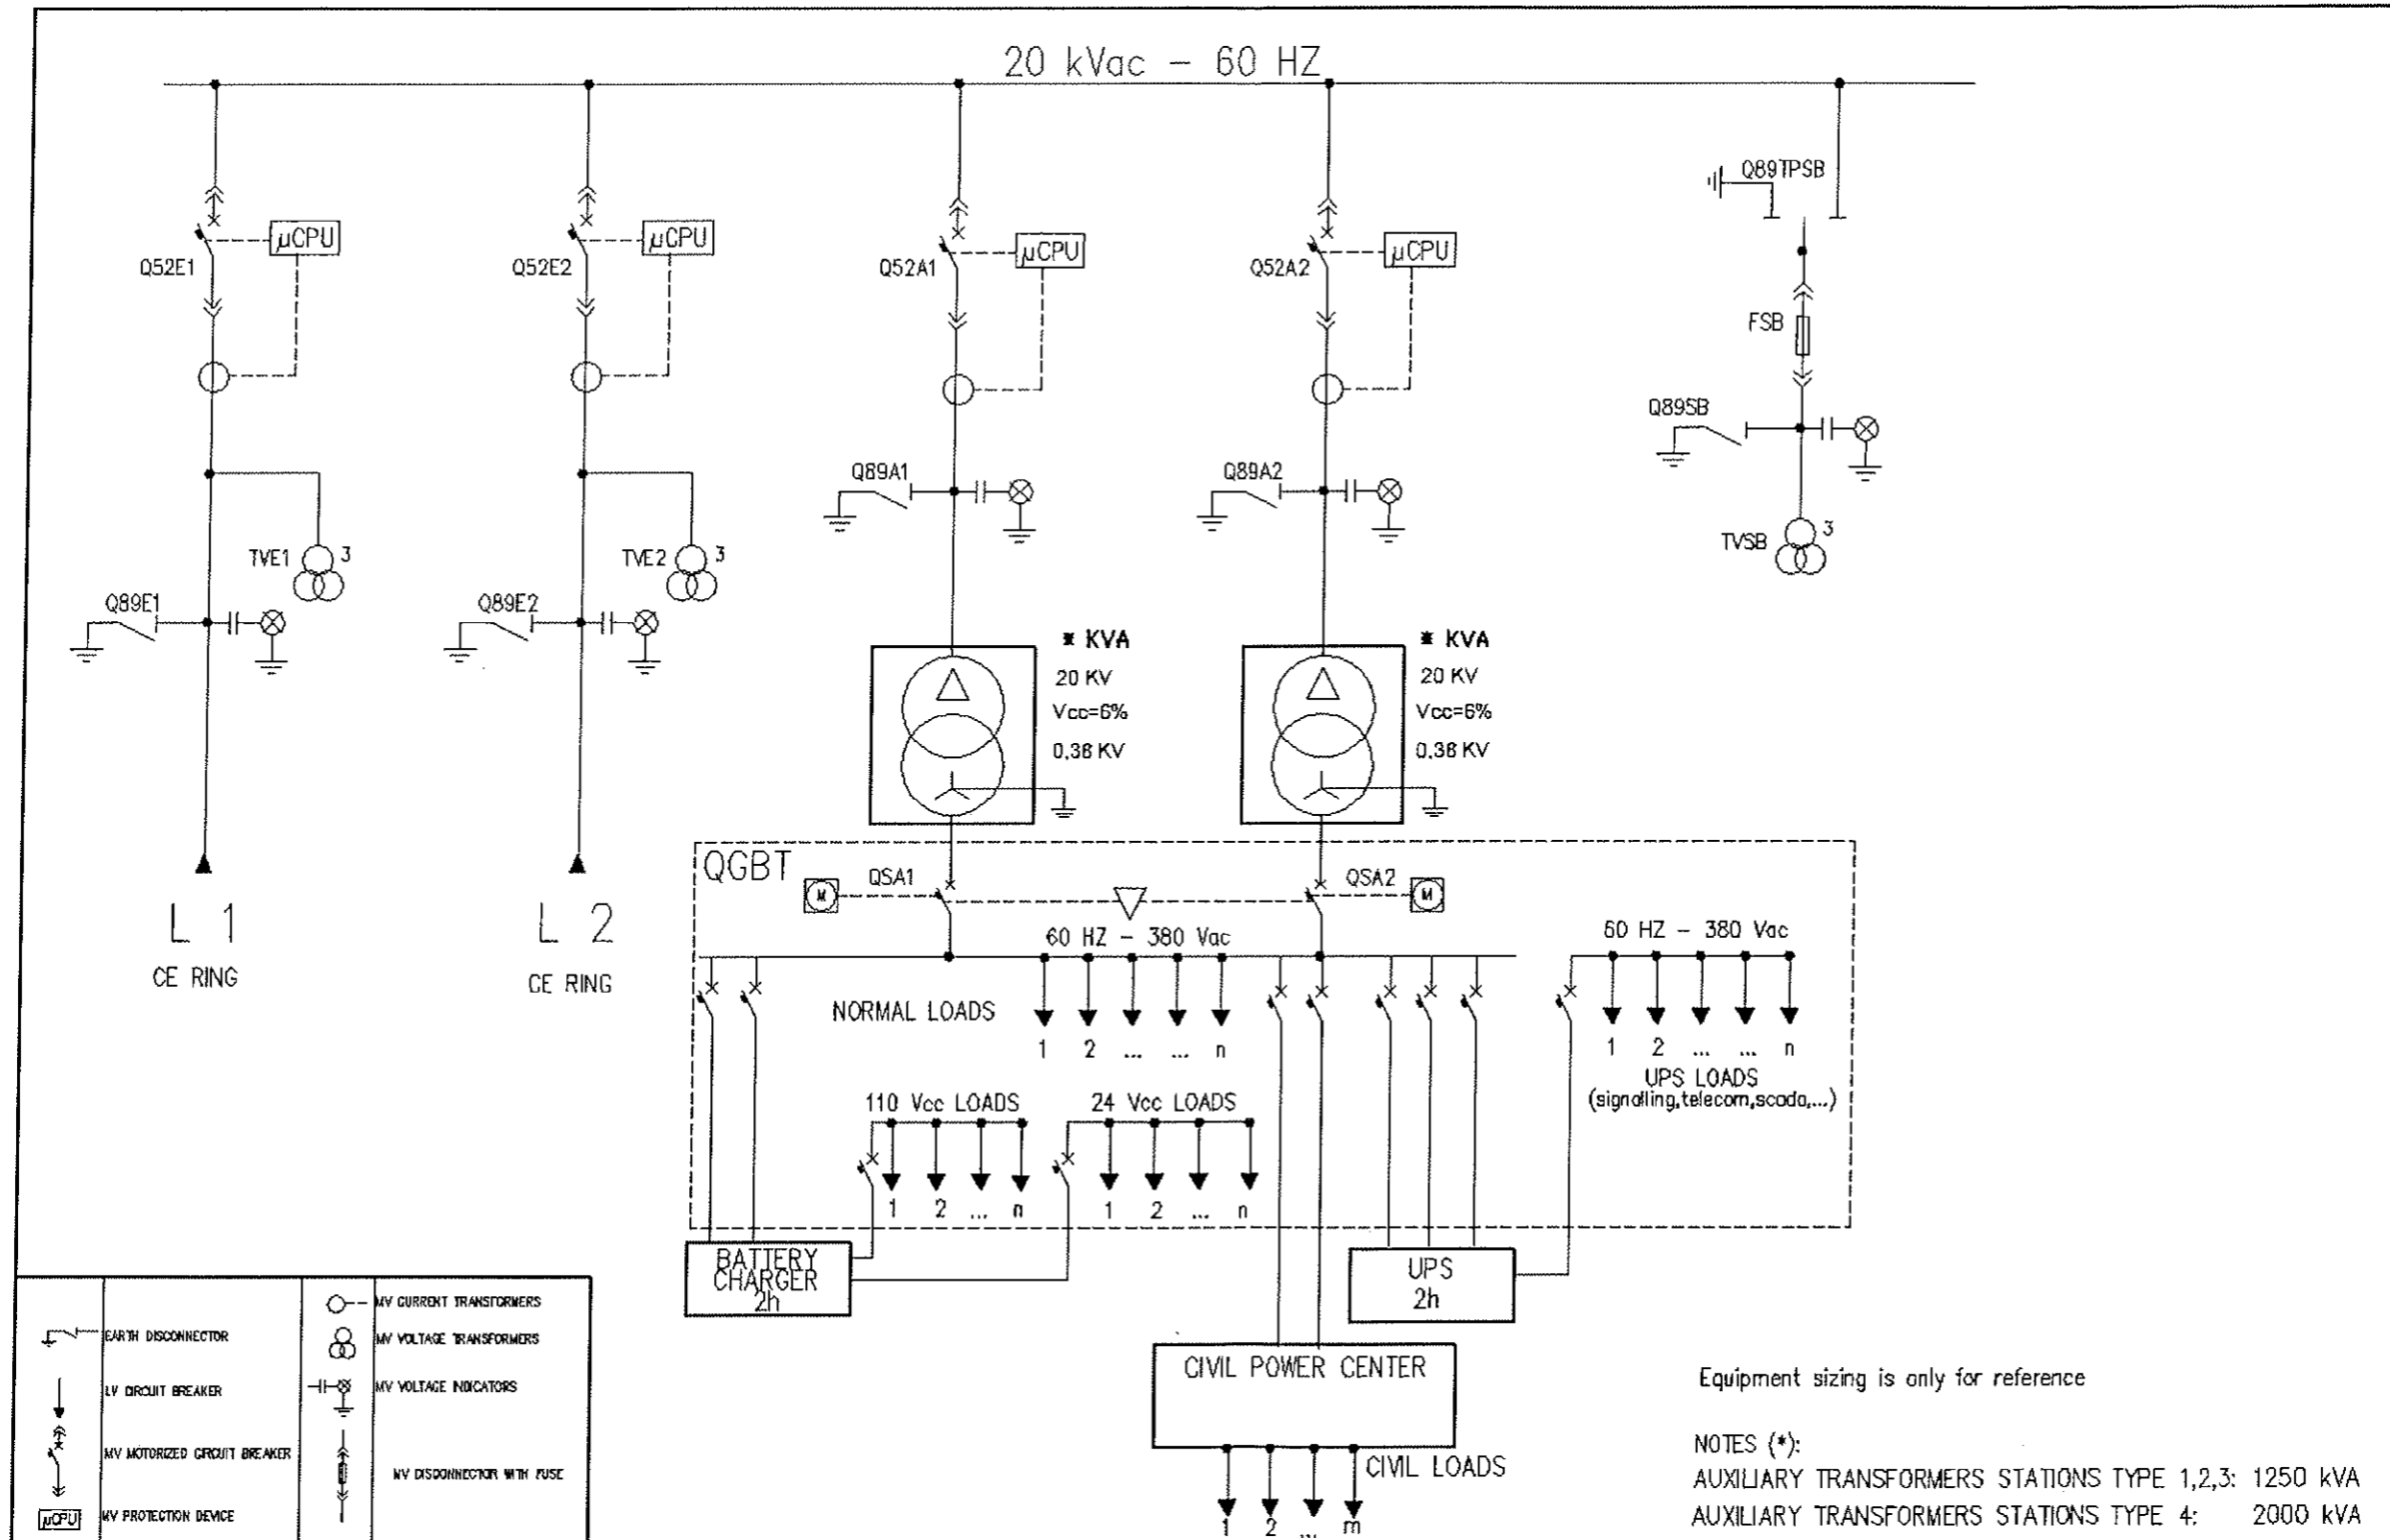 20 kVac - 60 HZ
Q89TPSB
µCPU
µCPU
µCPU
µCPU
Q52E1
Q52E2
Q52A1
Q52A2
FSB
Q89SB
Q89A1
Q89A2
TVE1 3
TVE2 3
TVSB 3
Q89E1
Q89E2
* KVA
20 KV
Vcc=6%
0,38 KV
* KVA
20 KV
Vcc=6%
0,38 KV
QGBT
M
QSA1
QSA2
M
L 1
CE RING
L 2
CE RING
60 HZ - 380 Vac
60 HZ - 380 Vac
NORMAL LOADS
1 2 ... ... n
1 2 ... ... n
UPS LOADS
(signalling,telecom,scada,...)
110 Vcc LOADS
24 Vcc LOADS
1 2 ... n
1 2 ... n
BATTERY
CHARGER
2h
UPS
2h
CIVIL POWER CENTER
CIVIL LOADS
1 2 ... m
EARTH DISCONNECTOR
LV CIRCUIT BREAKER
MV MOTORIZED CIRCUIT BREAKER
µCPU MV PROTECTION DEVICE
MV CURRENT TRANSFORMERS
MV VOLTAGE TRANSFORMERS
MV VOLTAGE INDICATORS
MV DISCONNECTOR WITH FUSE
Equipment sizing is only for reference
NOTES (*):
AUXILIARY TRANSFORMERS STATIONS TYPE 1,2,3: 1250 kVA
AUXILIARY TRANSFORMERS STATIONS TYPE 4: 2000 kVA